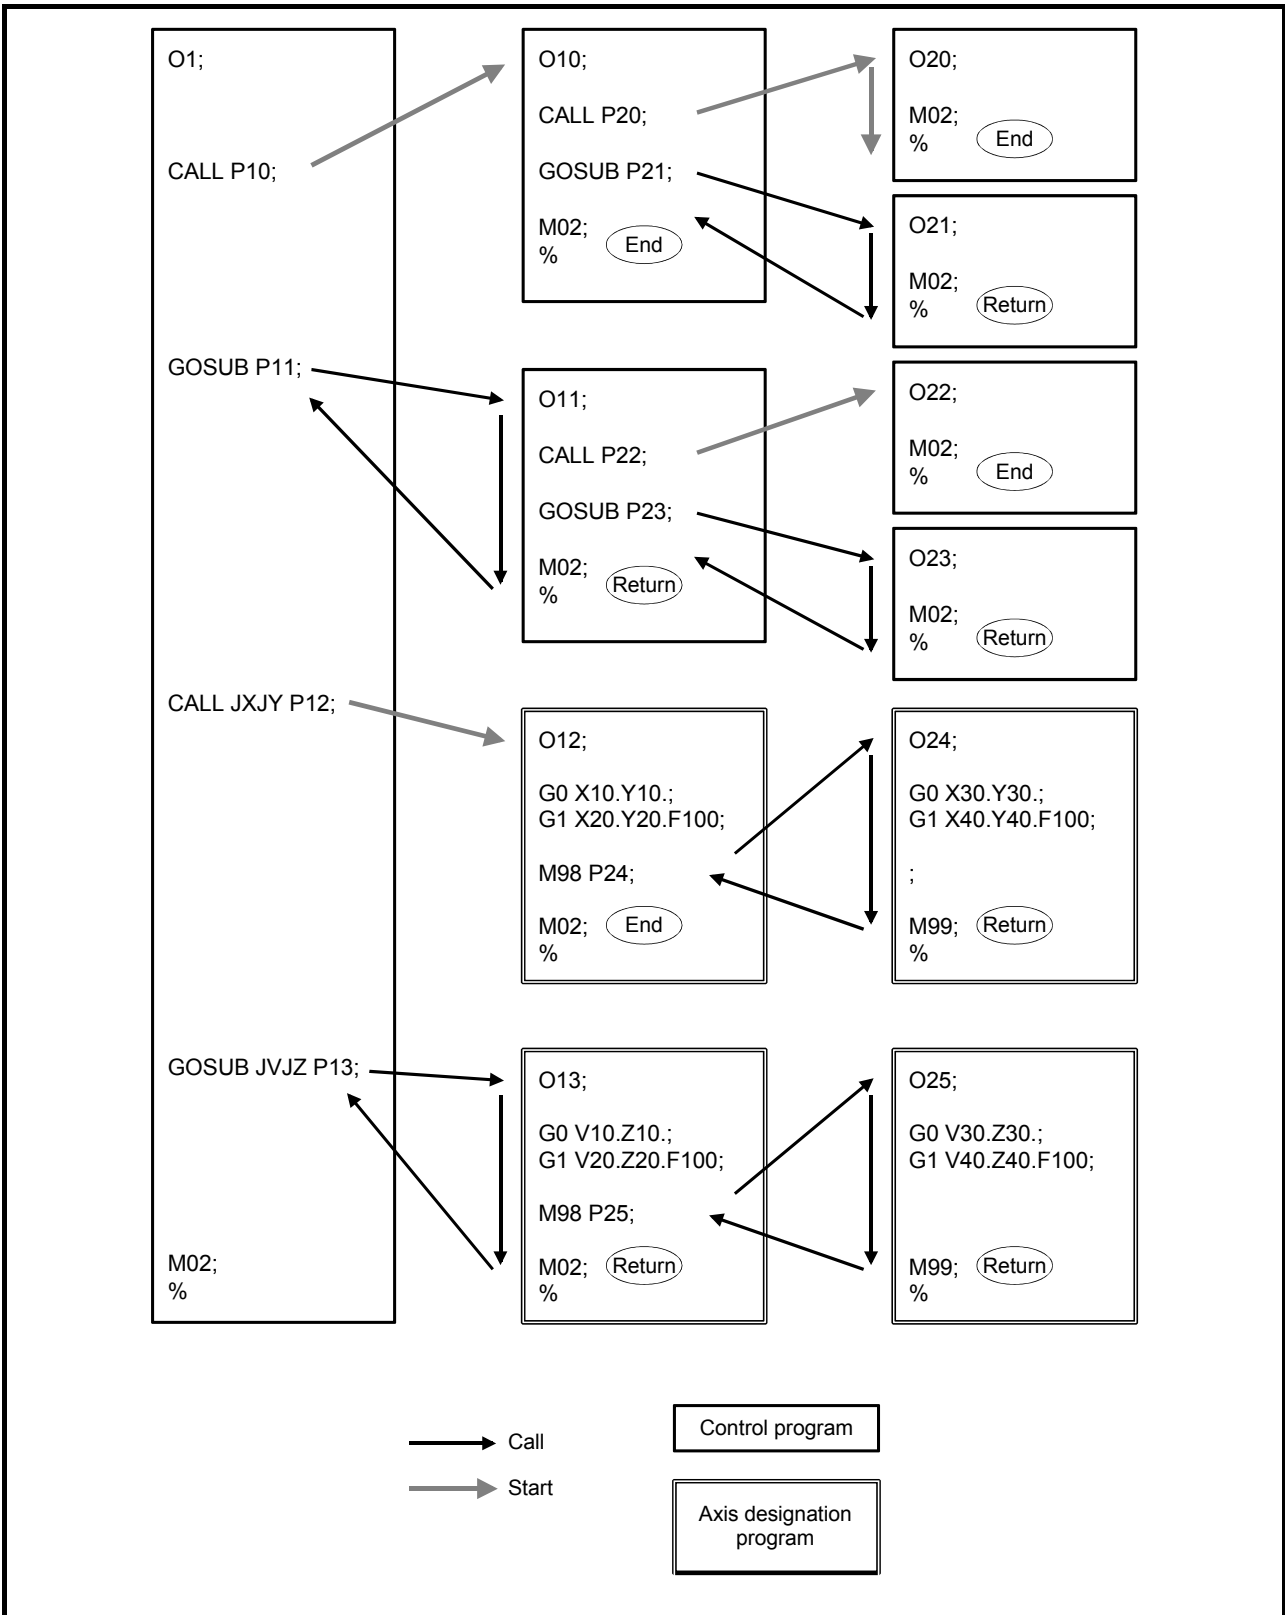 O1;
CALL P10;
GOSUB P11;
CALL JXJY P12;
GOSUB JVJZ P13;
M02;
%
O10;
CALL P20;
GOSUB P21;
M02;
%
End
O11;
CALL P22;
GOSUB P23;
M02;
%
Return
O12;
G0 X10.Y10.;
G1 X20.Y20.F100;
M98 P24;
M02;
End
%
O13;
G0 V10.Z10.;
G1 V20.Z20.F100;
M98 P25;
M02;
Return
%
O20;
M02;
%
End
O21;
M02;
%
Return
O22;
M02;
%
End
O23;
M02;
%
Return
O24;
G0 X30.Y30.;
G1 X40.Y40.F100;
;
M99;
Return
%
O25;
G0 V30.Z30.;
G1 V40.Z40.F100;
M99;
Return
%
Call
Start
Control program
Axis designation
program